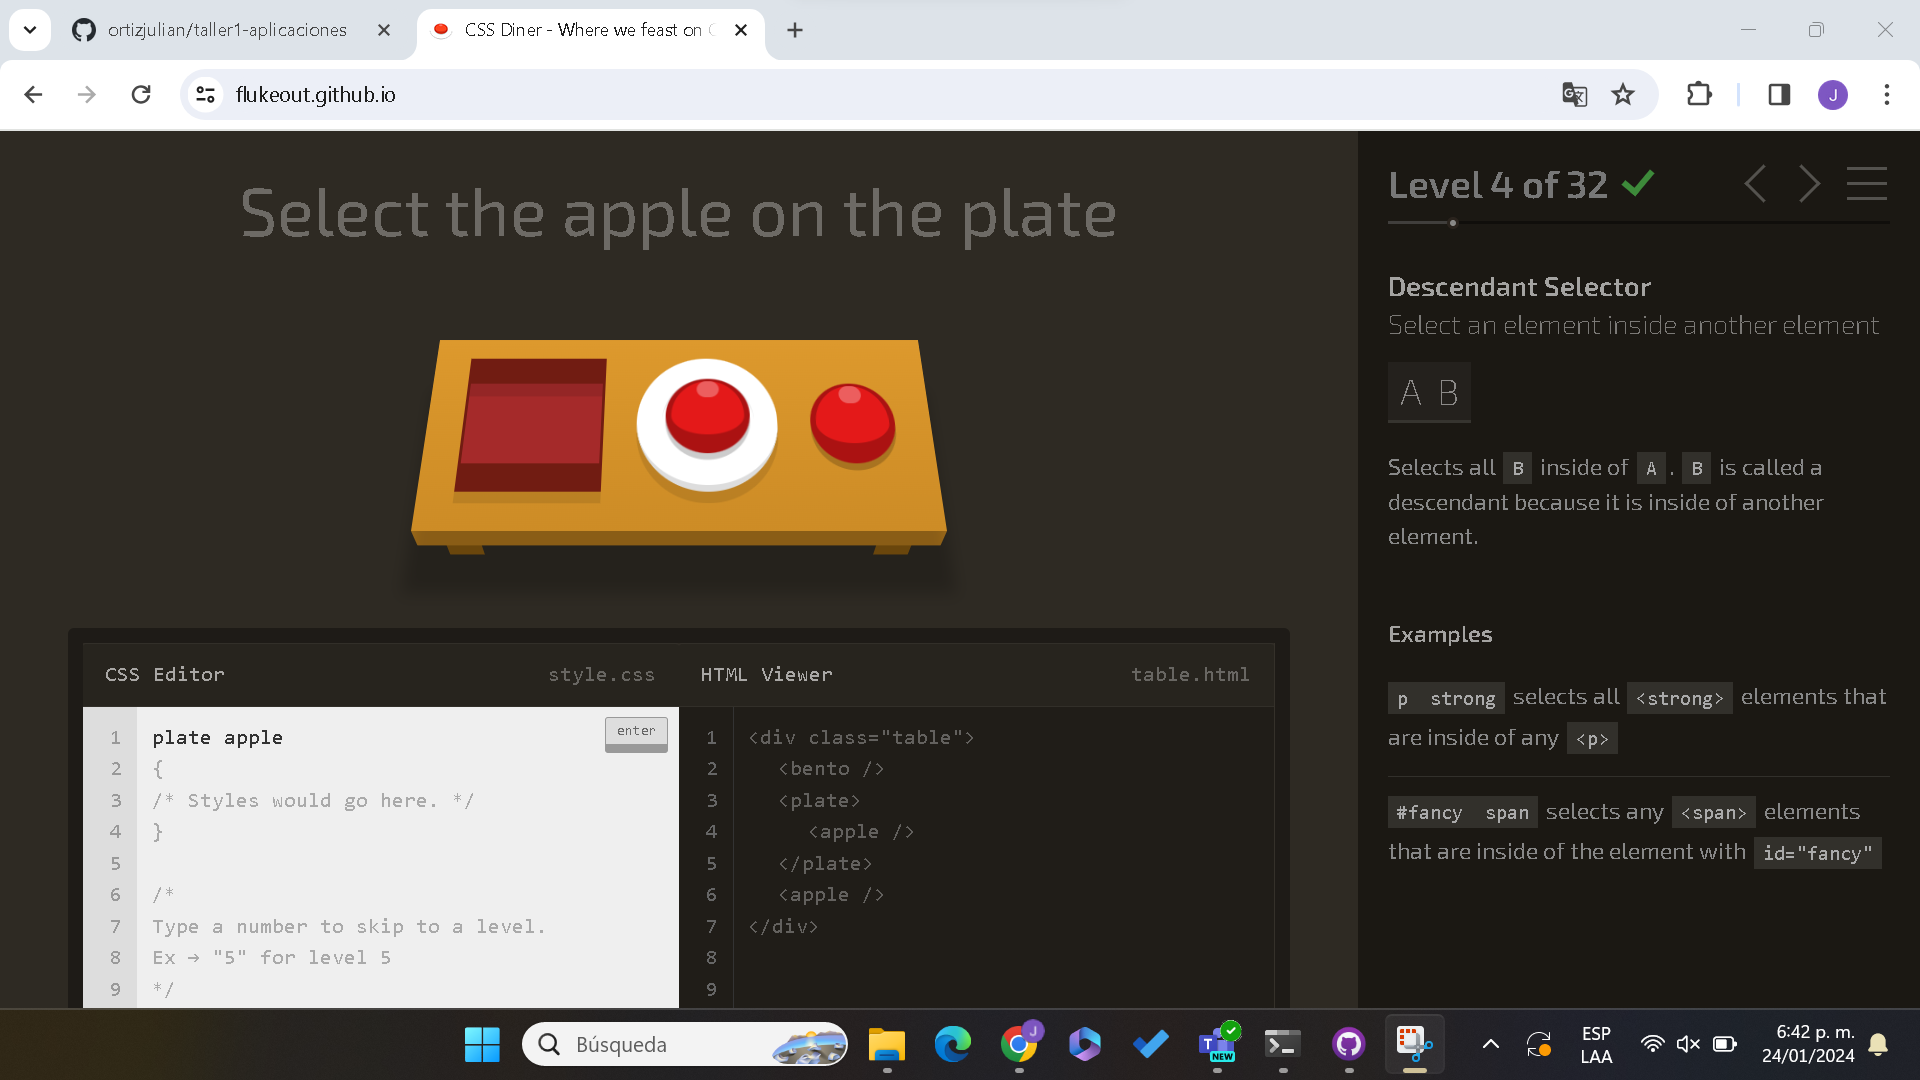 ortizjulian/taller1-aplicaciones
CSS Diner - Where we feast on
flukeout.github.io
J
Select the apple on the plate
Level 4 of 32
Descendant Selector
Select an element inside another element
A B
Selects all B inside of A . B is called a
descendant because it is inside of another
element.
Examples
p strong selects all <strong> elements that
are inside of any <p>
#fancy span selects any <span> elements
that are inside of the element with id="fancy"
CSS Editor
style.css
1 plate apple
enter
2 {
3 /* Styles would go here. */
4 }
5
6 /*
7 Type a number to skip to a level.
8 Ex → "5" for level 5
9 */
HTML Viewer
table.html
1 <div class="table">
2 <bento />
3 <plate>
4 <apple />
5 </plate>
6 <apple />
7 </div>
8
9
Búsqueda
J
T
NEW
ESP
LAA
6:42 p. m.
24/01/2024